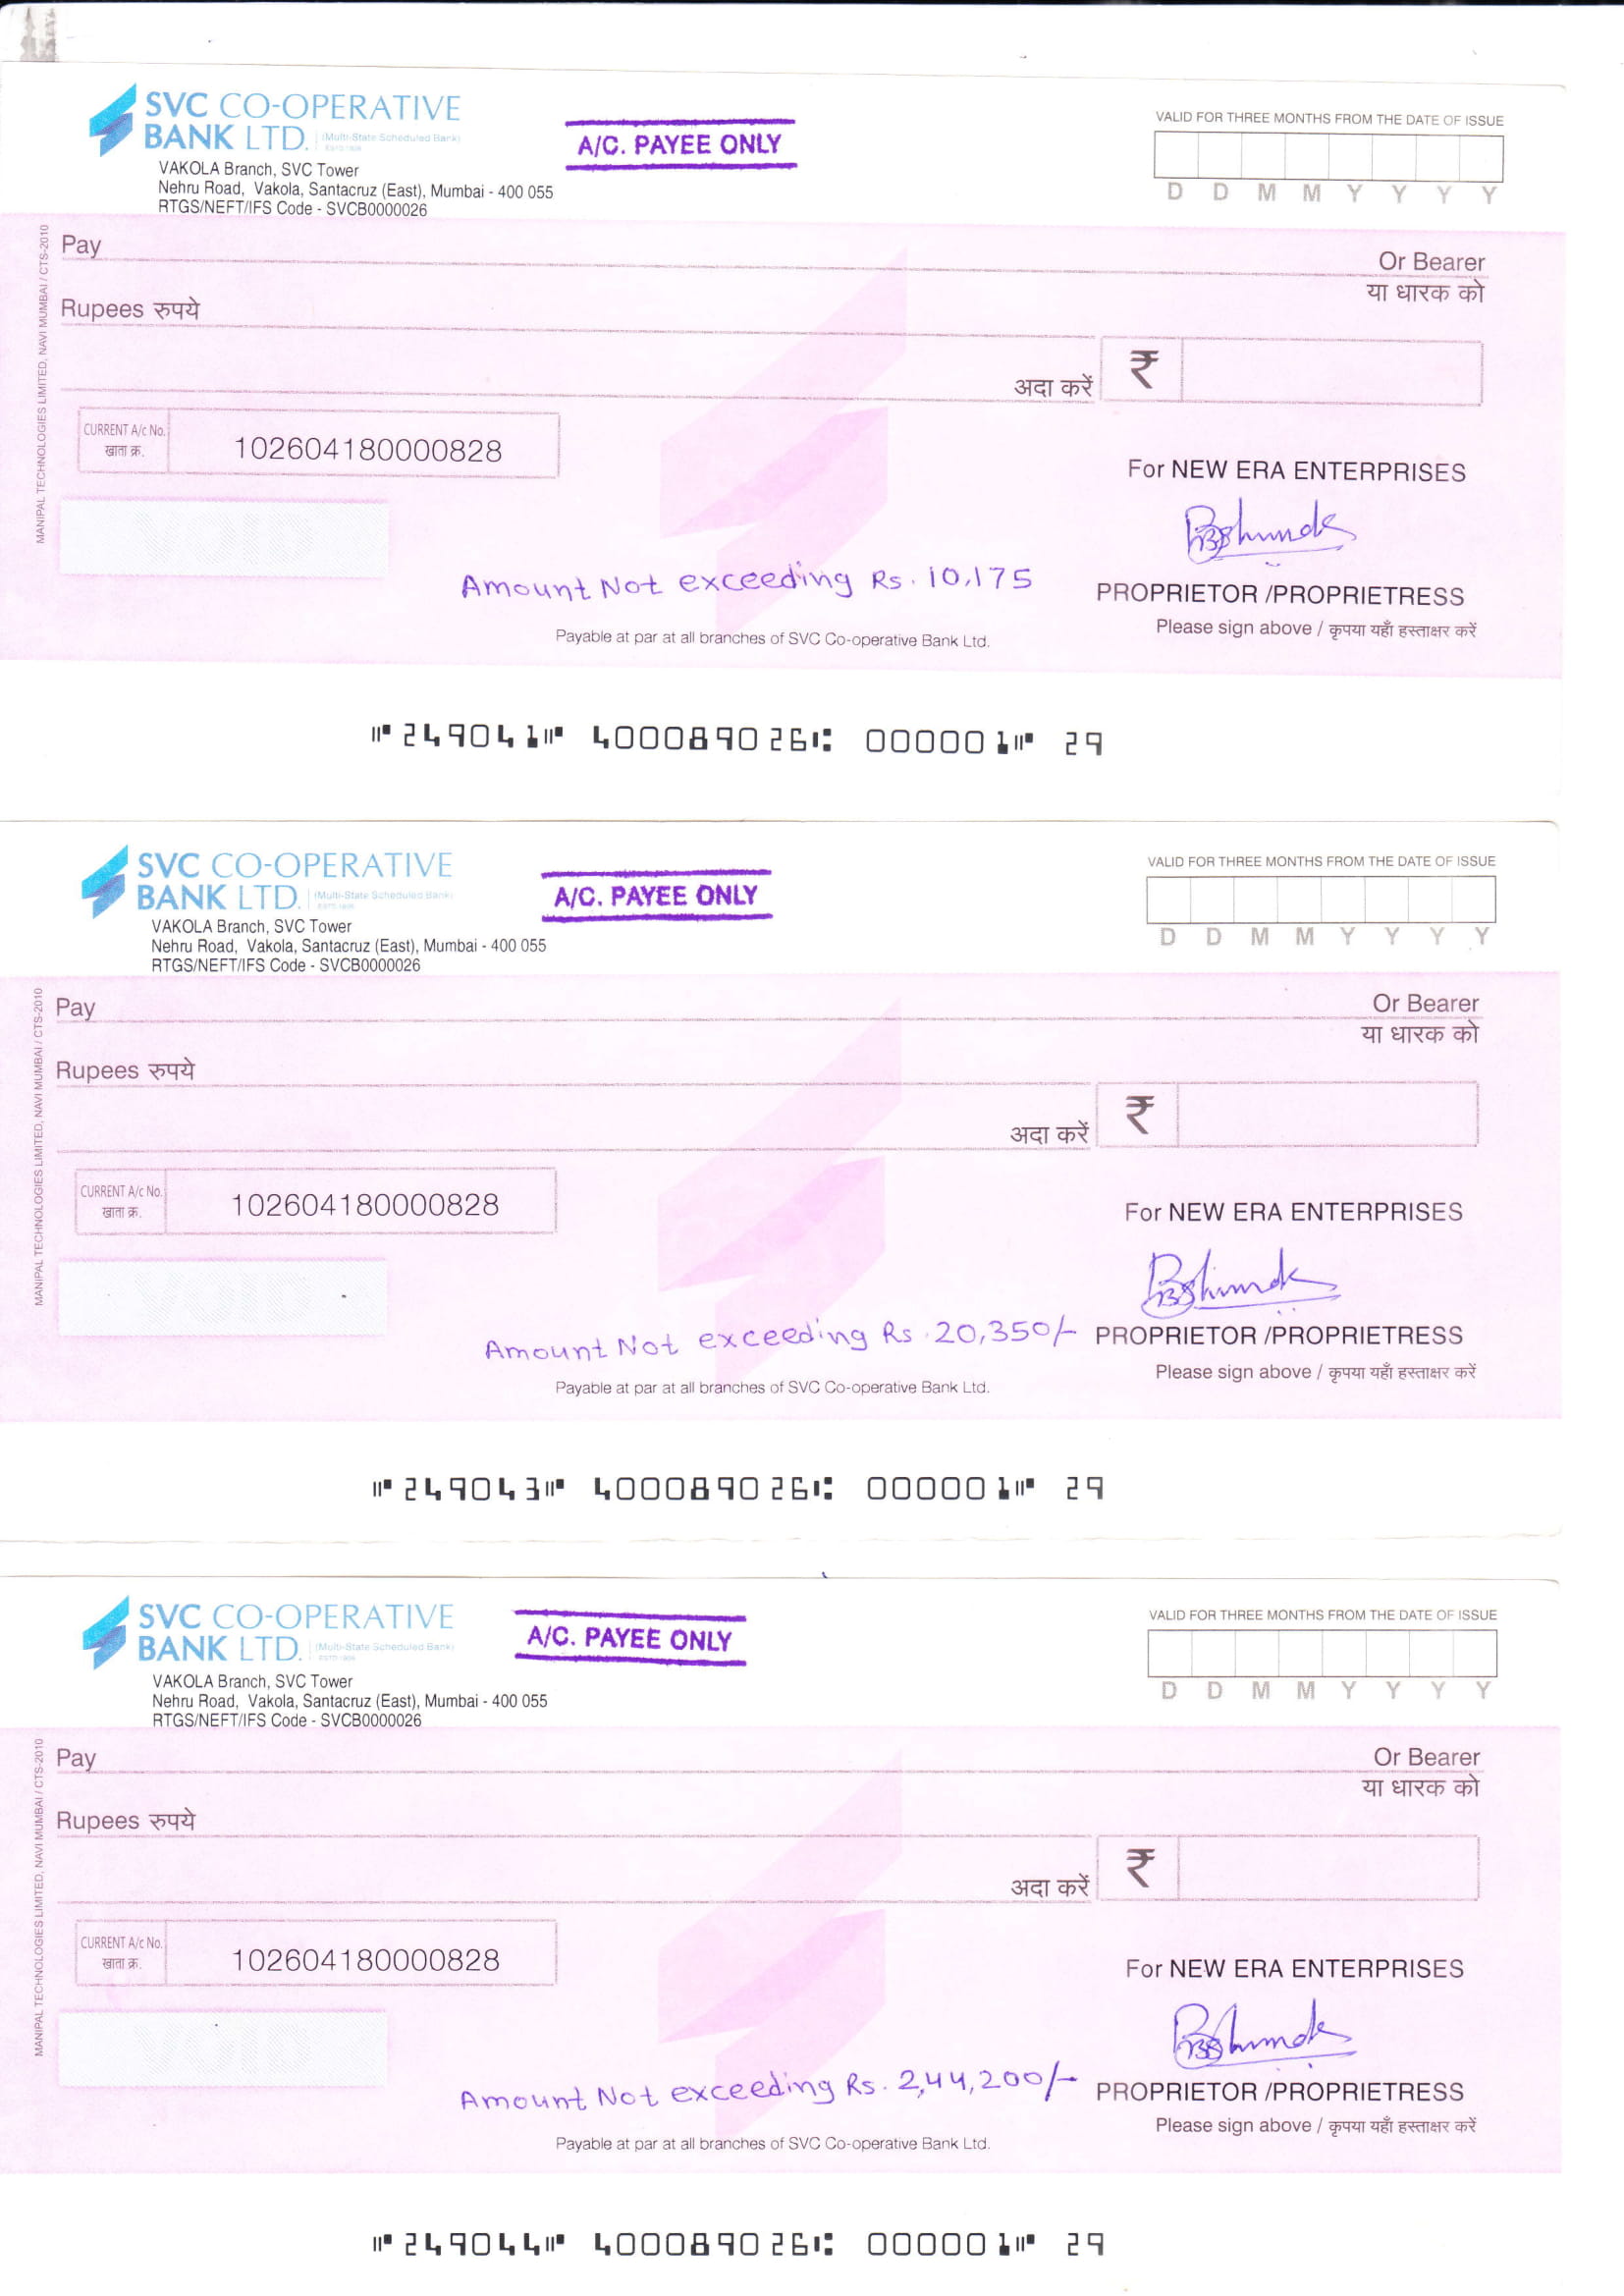 SVC CO-OPERATIVE
BANK LTD. (Multi-State Scheduled Bank)
VAKOLA Branch, SVC Tower
Nehru Road, Vakola, Santacruz (East), Mumbai - 400 055
RTGS/NEFT/IFS Code - SVCB0000026
A/C. PAYEE ONLY
VALID FOR THREE MONTHS FROM THE DATE OF ISSUE
D D M M Y Y Y Y
MANIPAL TECHNOLOGIES LIMITED, NAVI MUMBAI / CTS-2010
Pay
Or Bearer
या धारक को
Rupees रुपये
अदा करें ₹
CURRENT A/c No.
खाता क्र.
102604180000828
For NEW ERA ENTERPRISES
Amount Not exceeding Rs. 10,175
PROPRIETOR /PROPRIETRESS
Please sign above / कृपया यहाँ हस्ताक्षर करें
Payable at par at all branches of SVC Co-operative Bank Ltd.
⑈249041⑈ 400089026⑆ 000001⑈ 29
SVC CO-OPERATIVE
BANK LTD. (Multi-State Scheduled Bank)
VAKOLA Branch, SVC Tower
Nehru Road, Vakola, Santacruz (East), Mumbai - 400 055
RTGS/NEFT/IFS Code - SVCB0000026
A/C. PAYEE ONLY
VALID FOR THREE MONTHS FROM THE DATE OF ISSUE
D D M M Y Y Y Y
MANIPAL TECHNOLOGIES LIMITED, NAVI MUMBAI / CTS-2010
Pay
Or Bearer
या धारक को
Rupees रुपये
अदा करें ₹
CURRENT A/c No.
खाता क्र.
102604180000828
For NEW ERA ENTERPRISES
Amount Not exceeding Rs. 20,350/-
PROPRIETOR /PROPRIETRESS
Please sign above / कृपया यहाँ हस्ताक्षर करें
Payable at par at all branches of SVC Co-operative Bank Ltd.
⑈249043⑈ 400089026⑆ 000001⑈ 29
SVC CO-OPERATIVE
BANK LTD. (Multi-State Scheduled Bank)
VAKOLA Branch, SVC Tower
Nehru Road, Vakola, Santacruz (East), Mumbai - 400 055
RTGS/NEFT/IFS Code - SVCB0000026
A/C. PAYEE ONLY
VALID FOR THREE MONTHS FROM THE DATE OF ISSUE
D D M M Y Y Y Y
MANIPAL TECHNOLOGIES LIMITED, NAVI MUMBAI / CTS-2010
Pay
Or Bearer
या धारक को
Rupees रुपये
अदा करें ₹
CURRENT A/c No.
खाता क्र.
102604180000828
For NEW ERA ENTERPRISES
Amount Not exceeding Rs. 2,44,200/-
PROPRIETOR /PROPRIETRESS
Please sign above / कृपया यहाँ हस्ताक्षर करें
Payable at par at all branches of SVC Co-operative Bank Ltd.
⑈249044⑈ 400089026⑆ 000001⑈ 29